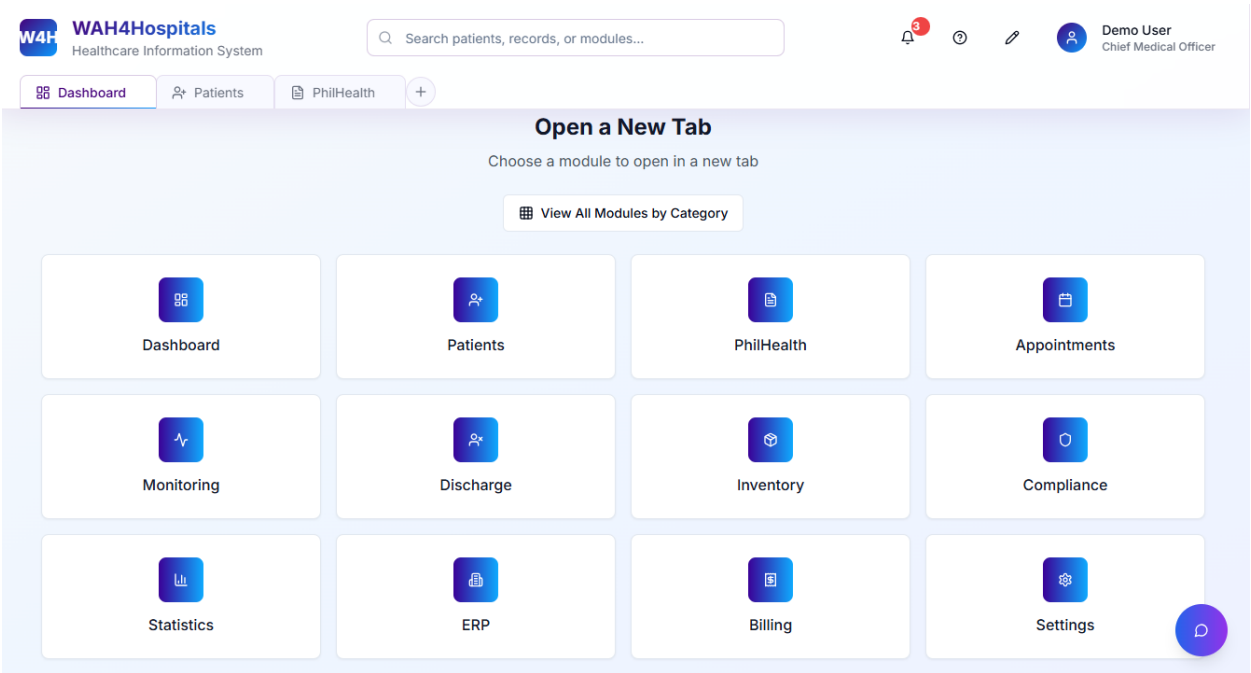 W4H
WAH4Hospitals
Healthcare Information System
Search patients, records, or modules...
3
Demo User
Chief Medical Officer
Dashboard
Patients
PhilHealth
Open a New Tab
Choose a module to open in a new tab
View All Modules by Category
Dashboard
Patients
PhilHealth
Appointments
Monitoring
Discharge
Inventory
Compliance
Statistics
ERP
Billing
Settings